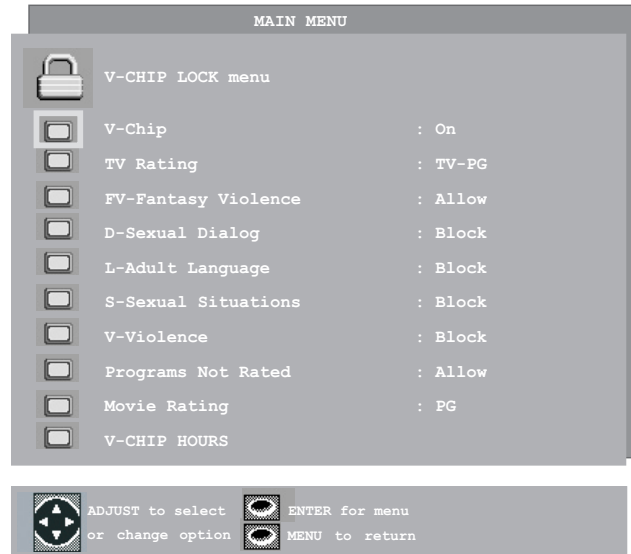 MAIN MENU
V-CHIP LOCK menu
V-Chip : On
TV Rating : TV-PG
FV-Fantasy Violence : Allow
D-Sexual Dialog : Block
L-Adult Language : Block
S-Sexual Situations : Block
V-Violence : Block
Programs Not Rated : Allow
Movie Rating : PG
V-CHIP HOURS
ADJUST to select ENTER for menu
or change option MENU to return